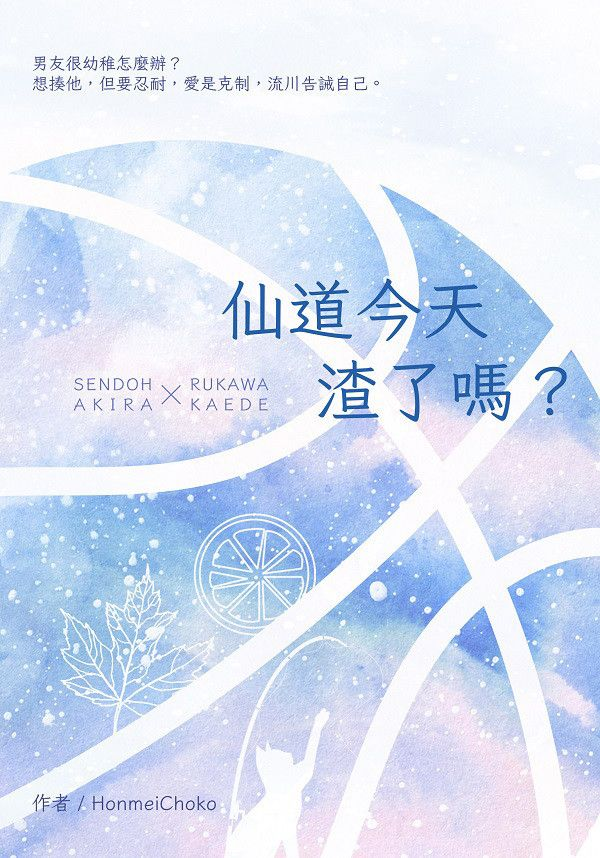 男友很幼稚怎麼辦？
想揍他，但要忍耐，愛是克制，流川告誡自己。
仙道今天
渣了嗎？
SENDOH × RUKAWA
AKIRA KAEDE
作者 / HonmeiChoko